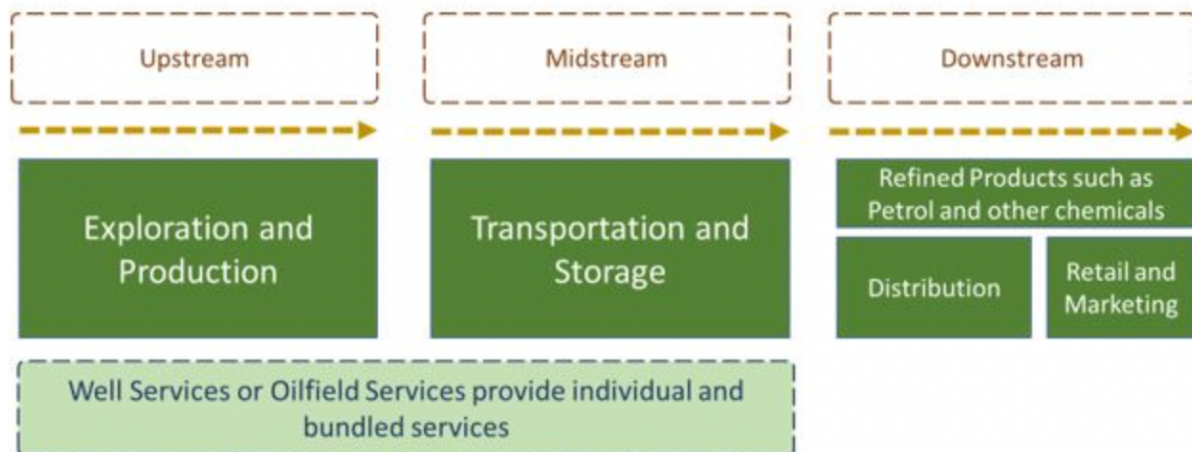 Upstream
Midstream
Downstream
Exploration and
Production
Transportation and
Storage
Refined Products such as
Petrol and other chemicals
Distribution
Retail and
Marketing
Well Services or Oilfield Services provide individual and
bundled services